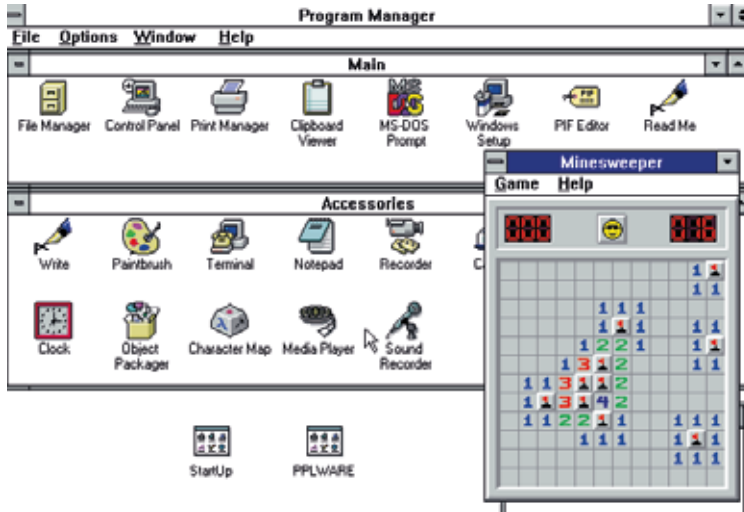 Program Manager
File Options Window Help
Main
File Manager Control Panel Print Manager Clipboard Viewer MS-DOS Prompt Windows Setup PIF Editor Read Me
Minesweeper
Game Help
Accessories
Write Paintbrush Terminal Notepad Recorder
Clock Object Packager Character Map Media Player Sound Recorder
StartUp PPLWARE
000
1
1 1
1 1 1
1 1 1 1
1 2 2 1 1
1 3 2 1 1
1 1 3 2
1 3 4 2
1 1 2 2 1 1 1 1
1 1 1 1 1
1 1 1